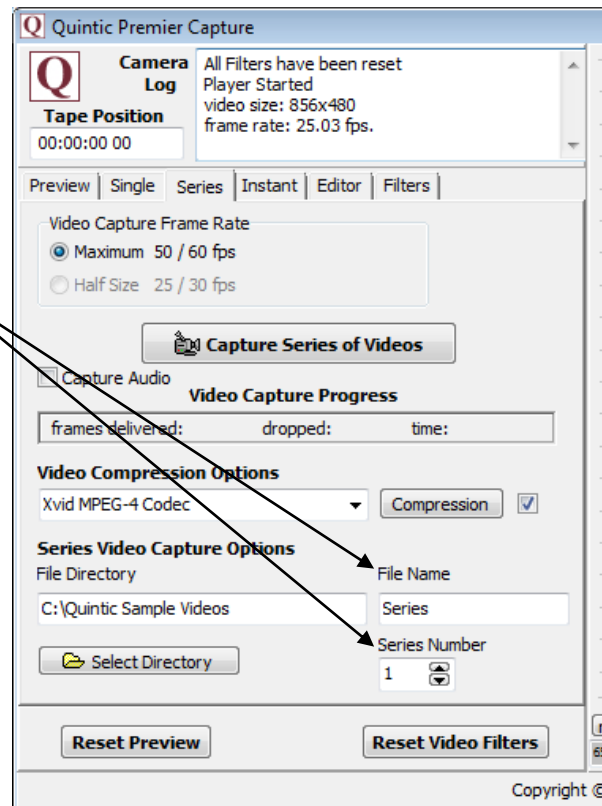 Quintic Premier Capture
Camera Log
All Filters have been reset
Player Started
video size: 856x480
frame rate: 25.03 fps.
Tape Position
00:00:00 00
Preview Single Series Instant Editor Filters
Video Capture Frame Rate
Maximum 50 / 60 fps
Half Size 25 / 30 fps
Capture Series of Videos
Capture Audio
Video Capture Progress
frames delivered: dropped: time:
Video Compression Options
Xvid MPEG-4 Codec Compression
Series Video Capture Options
File Directory File Name
C:\Quintic Sample Videos Series
Series Number
Select Directory 1
Reset Preview Reset Video Filters
Copyright ©